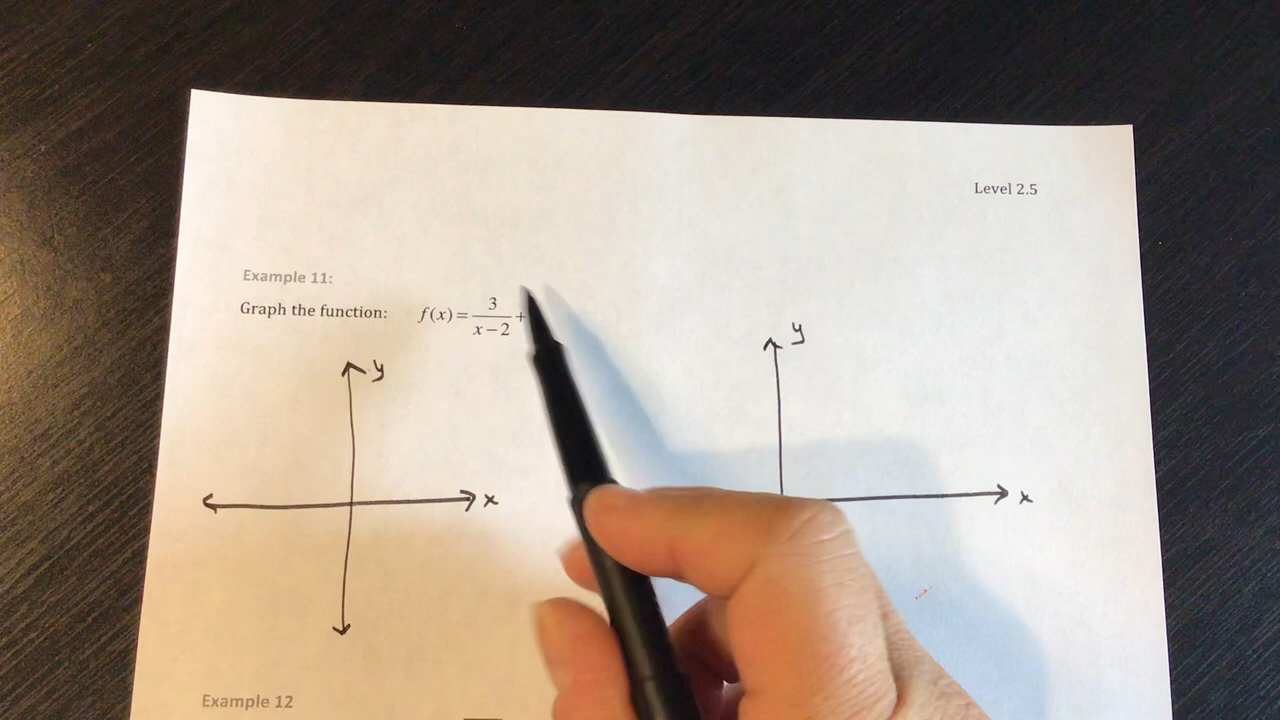 Level 2.5
Example 11:
Graph the function: f(x) = 3/(x−2) +
y
x
y
x
Example 12